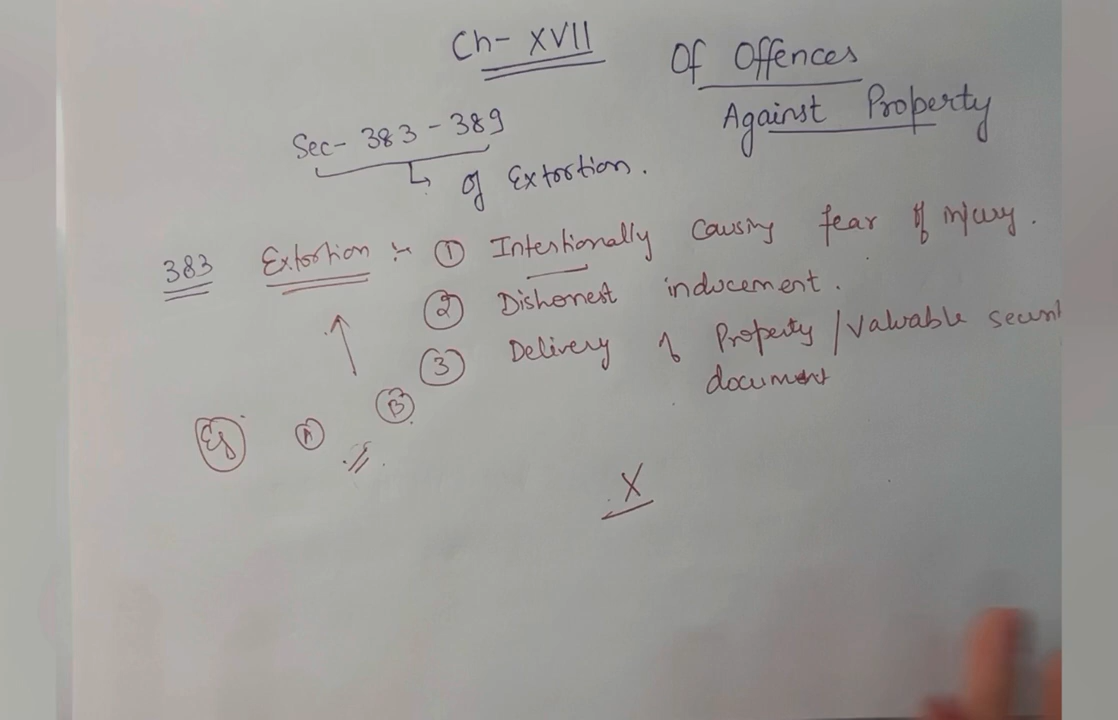 Ch- XVII
Of Offences
Against Property
Sec- 383 - 389
↳ of Extortion.
383 Extortion :- ① Intentionally causing fear of injury.
② Dishonest inducement.
③ Delivery of Property / Valuable securi
document
Eg A B
X